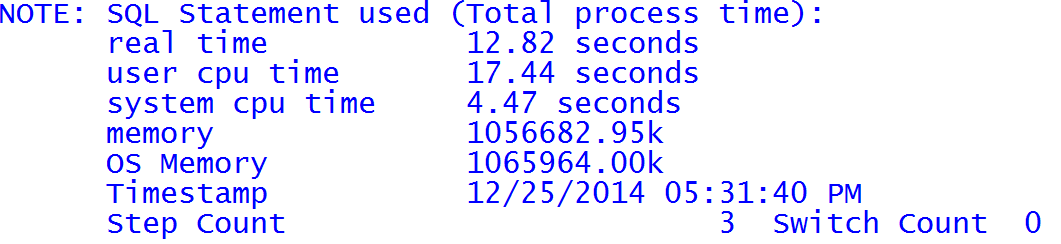 NOTE: SQL Statement used (Total process time):
real time 12.82 seconds
user cpu time 17.44 seconds
system cpu time 4.47 seconds
memory 1056682.95k
OS Memory 1065964.00k
Timestamp 12/25/2014 05:31:40 PM
Step Count 3 Switch Count 0